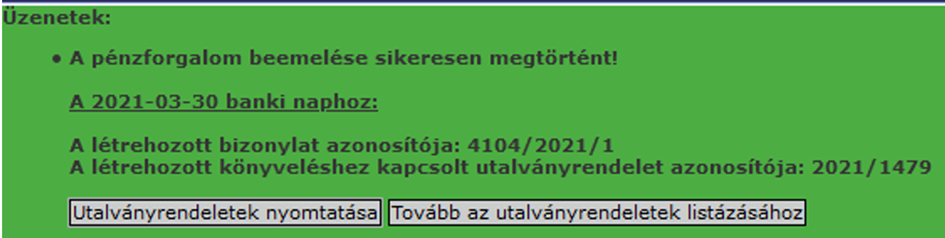 Üzenetek:
• A pénzforgalom beemelése sikeresen megtörtént!
A 2021-03-30 banki naphoz:
A létrehozott bizonylat azonosítója: 4104/2021/1
A létrehozott könyveléshez kapcsolt utalványrendelet azonosítója: 2021/1479
Utalványrendeletek nyomtatása Tovább az utalványrendeletek listázásához